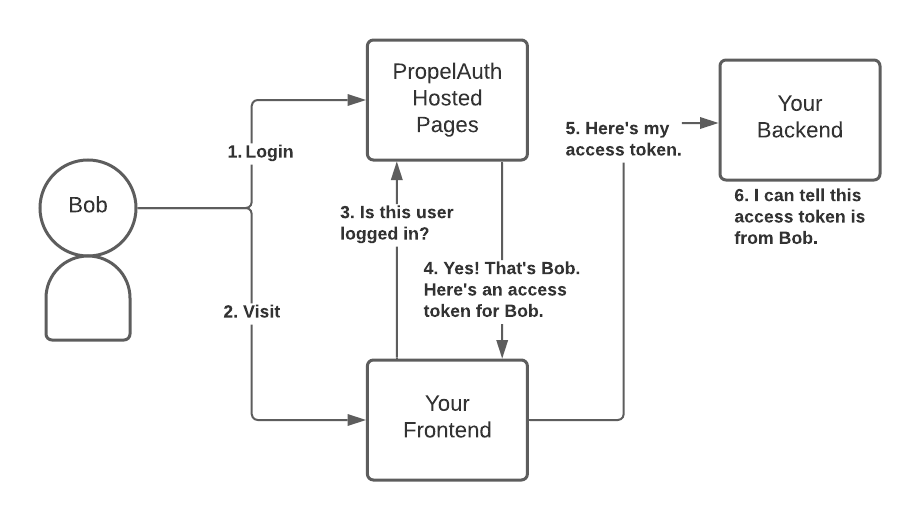 Bob
1. Login
2. Visit
PropelAuth
Hosted
Pages
3. Is this user
logged in?
4. Yes! That's Bob.
Here's an access
token for Bob.
Your
Frontend
5. Here's my
access token.
Your
Backend
6. I can tell this
access token is
from Bob.